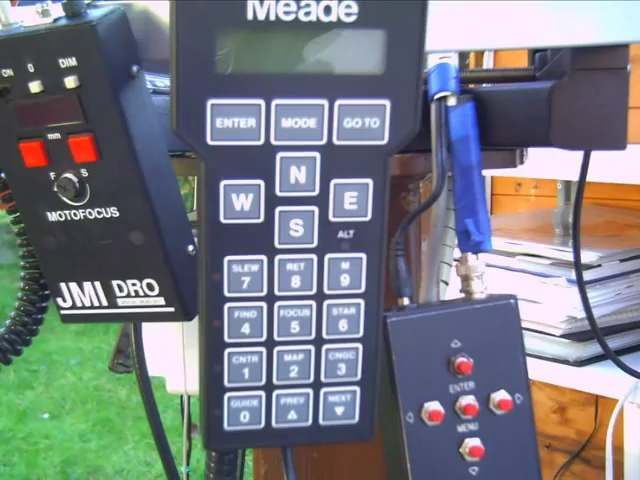 Meade
ENTER MODE GO TO
N
W E
S
ALT
SLEW 7 RET 8 M 9
FIND 4 FOCUS 5 STAR 6
CNTR 1 MAP 2 CNGC 3
GUIDE 0 PREV NEXT
ON 0 DIM
mm
F S
MOTOFOCUS
JMI DRO
ENTER
MENU